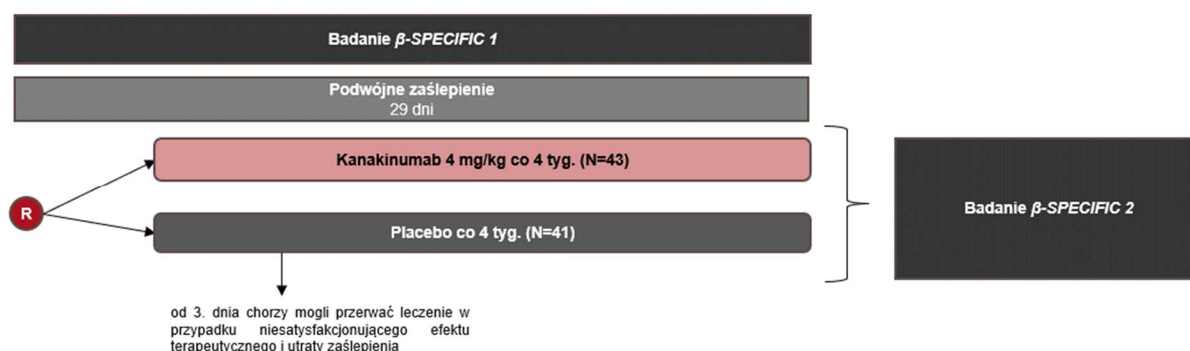 Badanie β-SPECIFIC 1
Podwójne zaślepienie
29 dni
Kanakinumab 4 mg/kg co 4 tyg. (N=43)
R
Badanie β-SPECIFIC 2
Placebo co 4 tyg. (N=41)
od 3. dnia chorzy mogli przerwać leczenie w
przypadku niesatysfakcjonującego efektu
terapeutycznego i utraty zaślepienia